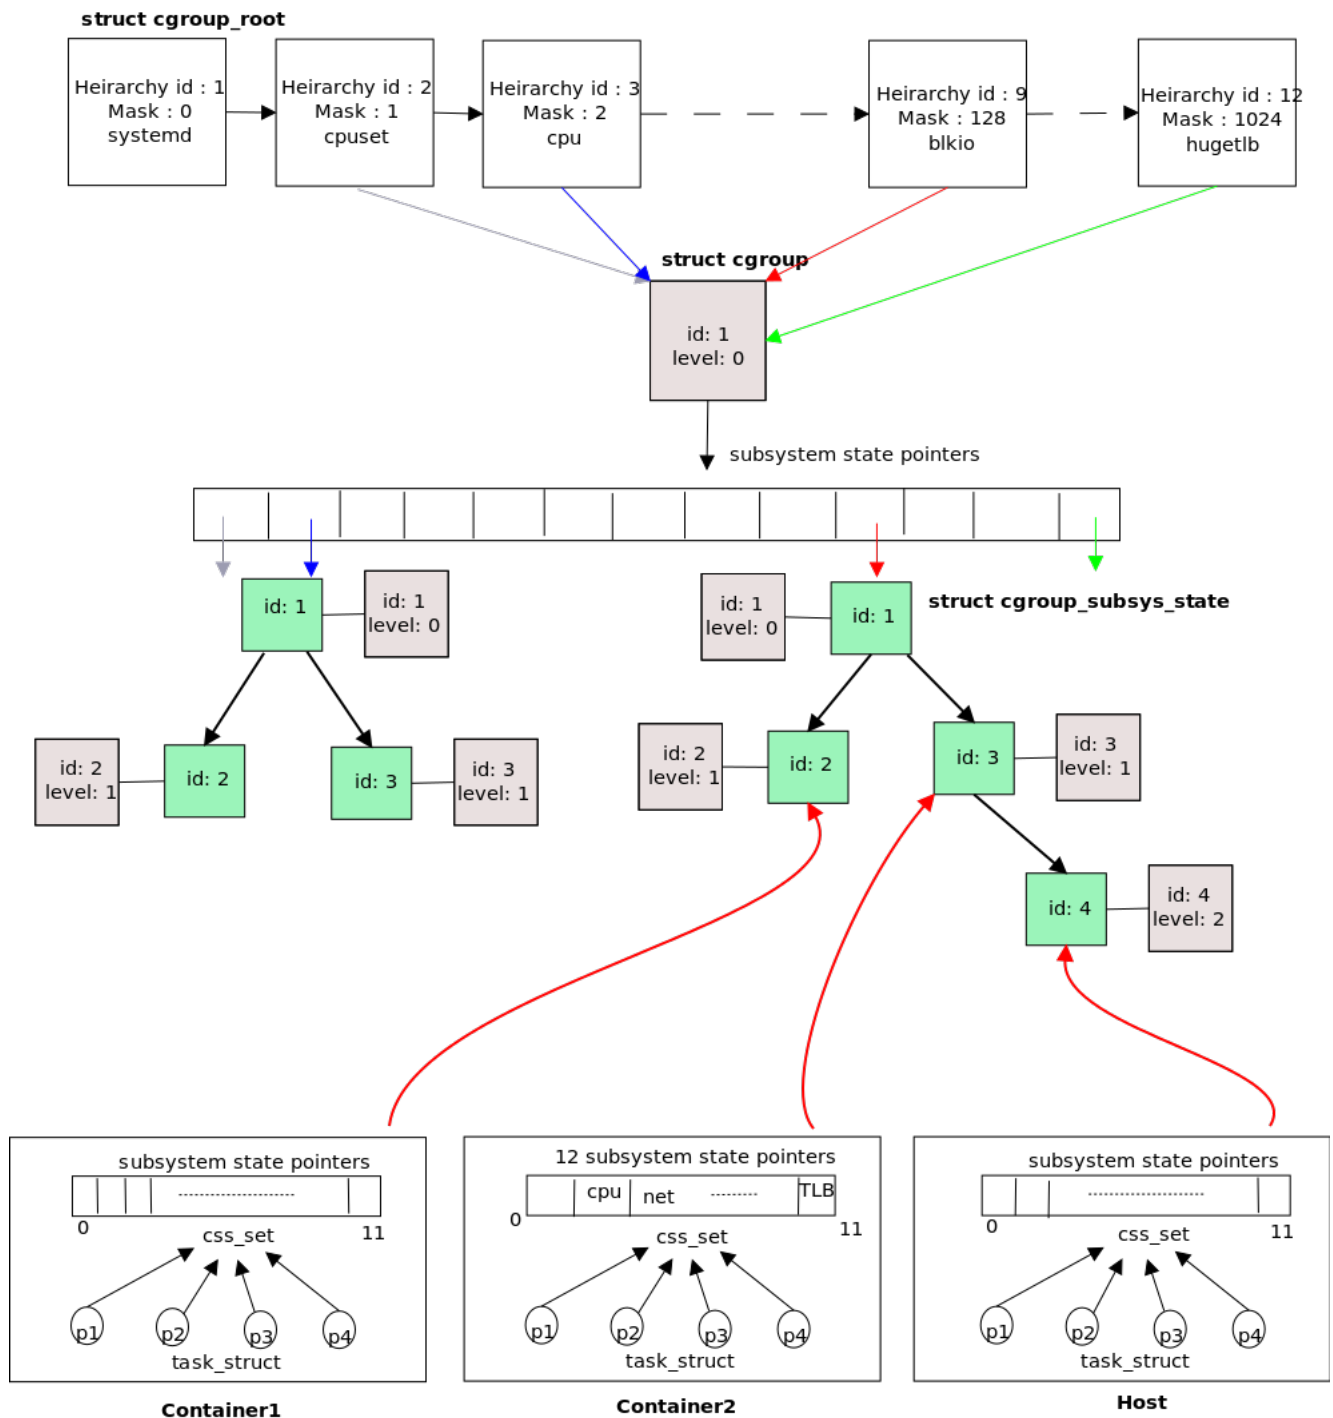 struct cgroup_root
Heirarchy id : 1
Mask : 0
systemd
Heirarchy id : 2
Mask : 1
cpuset
Heirarchy id : 3
Mask : 2
cpu
Heirarchy id : 9
Mask : 128
blkio
Heirarchy id : 12
Mask : 1024
hugetlb
struct cgroup
id: 1
level: 0
subsystem state pointers
id: 1
id: 1
level: 0
id: 1
level: 0
id: 1
struct cgroup_subsys_state
id: 2
level: 1
id: 2
id: 3
id: 3
level: 1
id: 2
level: 1
id: 2
id: 3
id: 3
level: 1
id: 4
id: 4
level: 2
subsystem state pointers
0
11
css_set
p1
p2
p3
p4
task_struct
Container1
12 subsystem state pointers
cpu
net
TLB
0
11
css_set
p1
p2
p3
p4
task_struct
Container2
subsystem state pointers
0
11
css_set
p1
p2
p3
p4
task_struct
Host